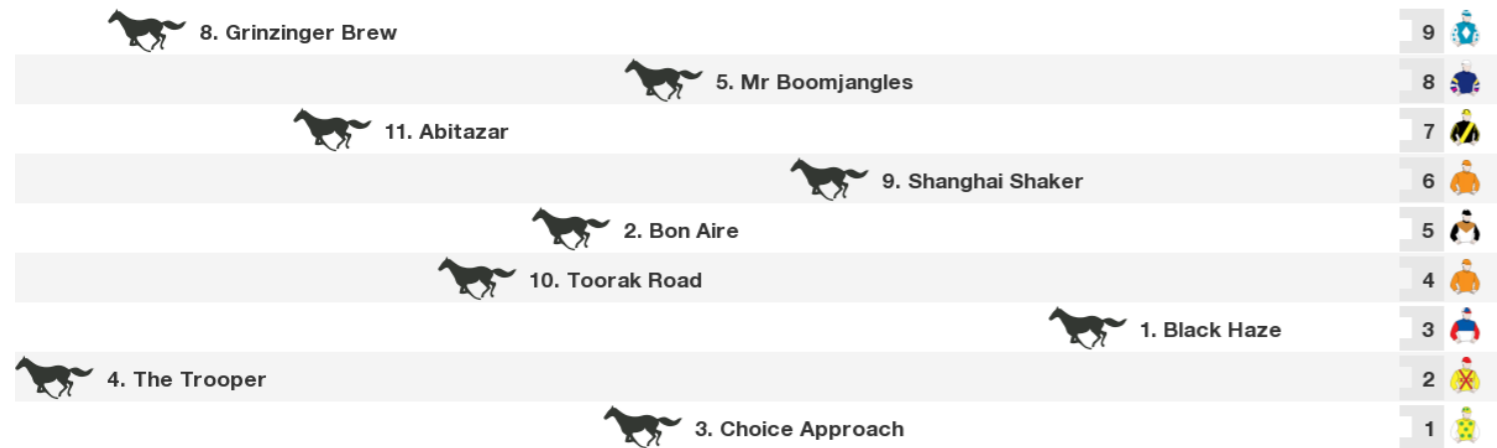 8. Grinzinger Brew 9
5. Mr Boomjangles 8
11. Abitazar 7
9. Shanghai Shaker 6
2. Bon Aire 5
10. Toorak Road 4
1. Black Haze 3
4. The Trooper 2
3. Choice Approach 1